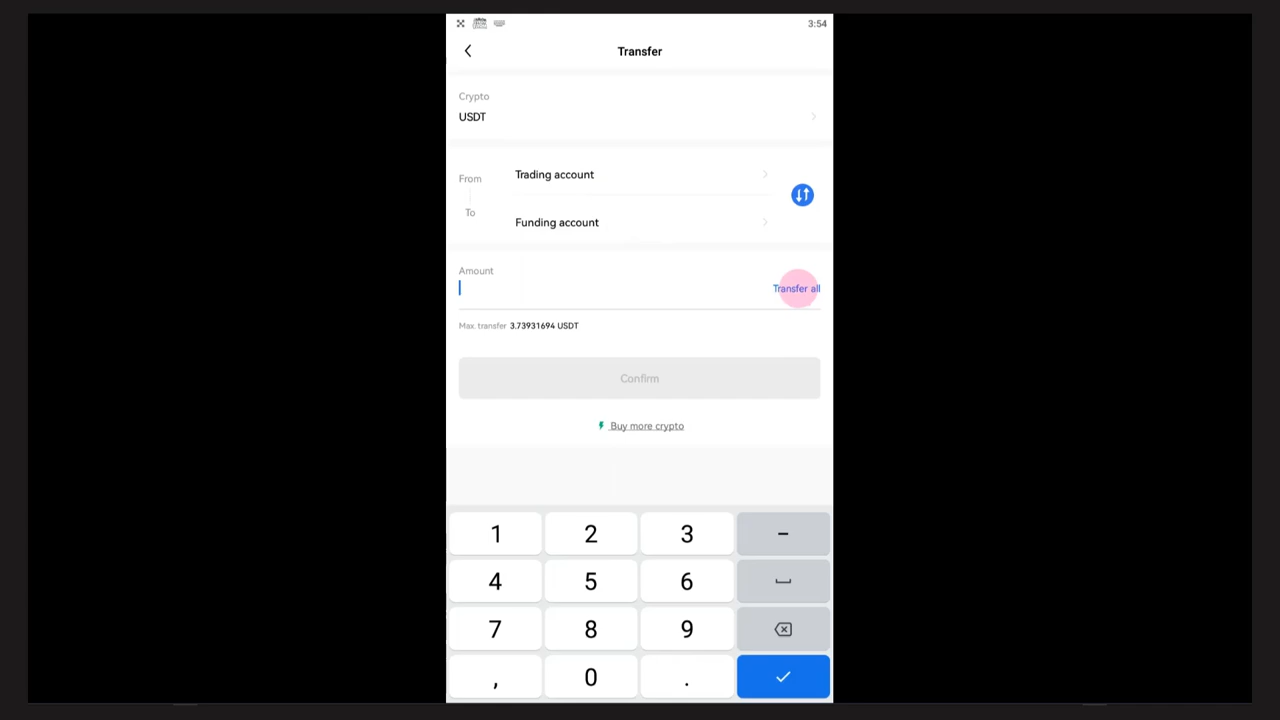 3:54
Transfer
Crypto
USDT
From
Trading account
To
Funding account
Amount
Transfer all
Max. transfer 3.73931694 USDT
Confirm
Buy more crypto
1 2 3 -
4 5 6
7 8 9
, 0 .